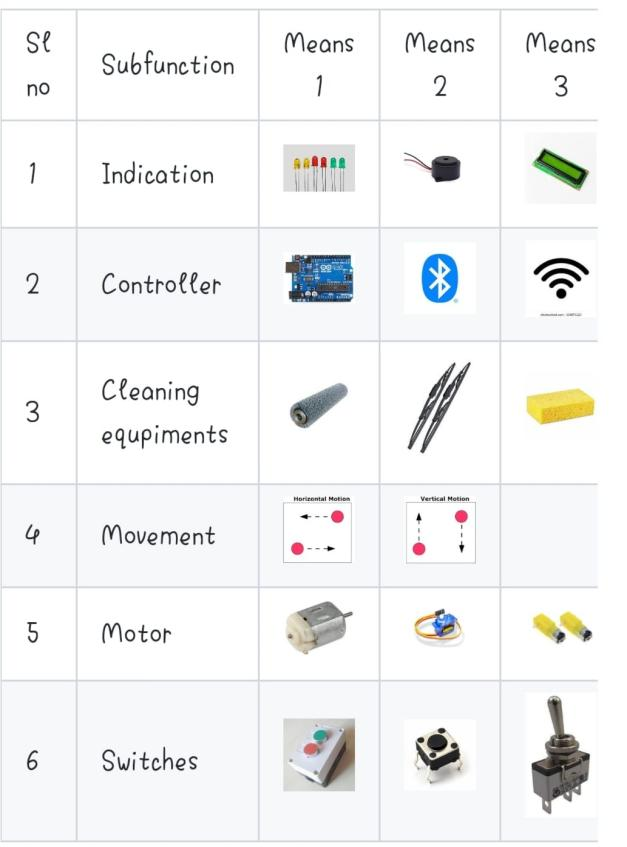 Sl
no
Subfunction
Means
1
Means
2
Means
3
1
Indication
2
Controller
3
Cleaning
equpiments
4
Movement
Horizontal Motion
Vertical Motion
5
Motor
6
Switches